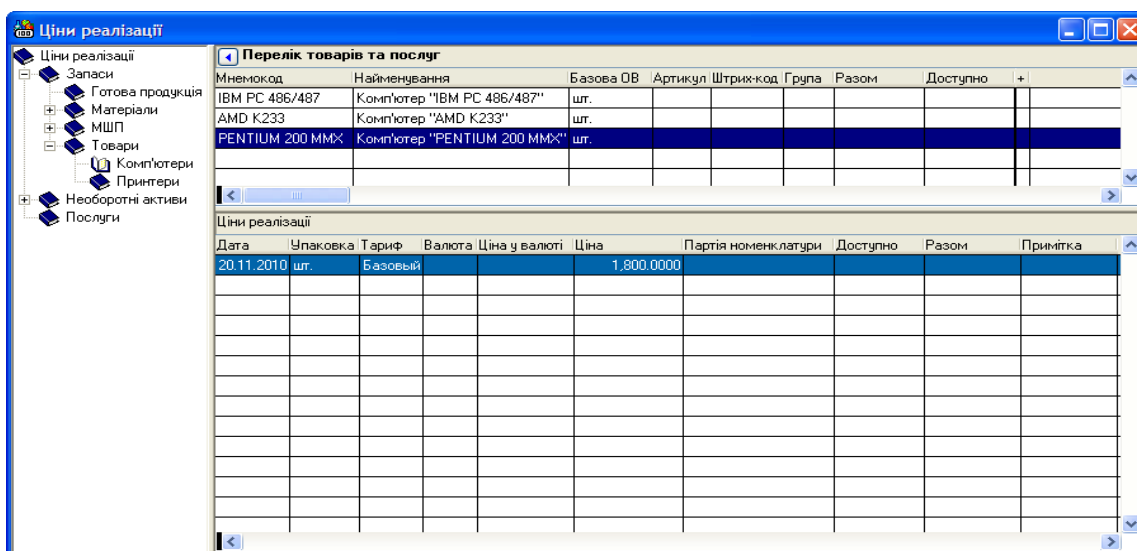 Ціни реалізації
Ціни реалізації
Запаси
Готова продукція
Матеріали
МШП
Товари
Комп'ютери
Принтери
Необоротні активи
Послуги
Перелік товарів та послуг
Мнемокод Найменування Базова ОВ Артикул Штрих-код Група Разом Доступно +
IBM PC 486/487 Комп'ютер "IBM PC 486/487" шт.
AMD K233 Комп'ютер "AMD K233" шт.
PENTIUM 200 MMX Комп'ютер "PENTIUM 200 MMX" шт.
Ціни реалізації
Дата Упаковка Тариф Валюта Ціна у валюті Ціна Партія номенклатури Доступно Разом Примітка
20.11.2010 шт. Базовый 1,800.0000